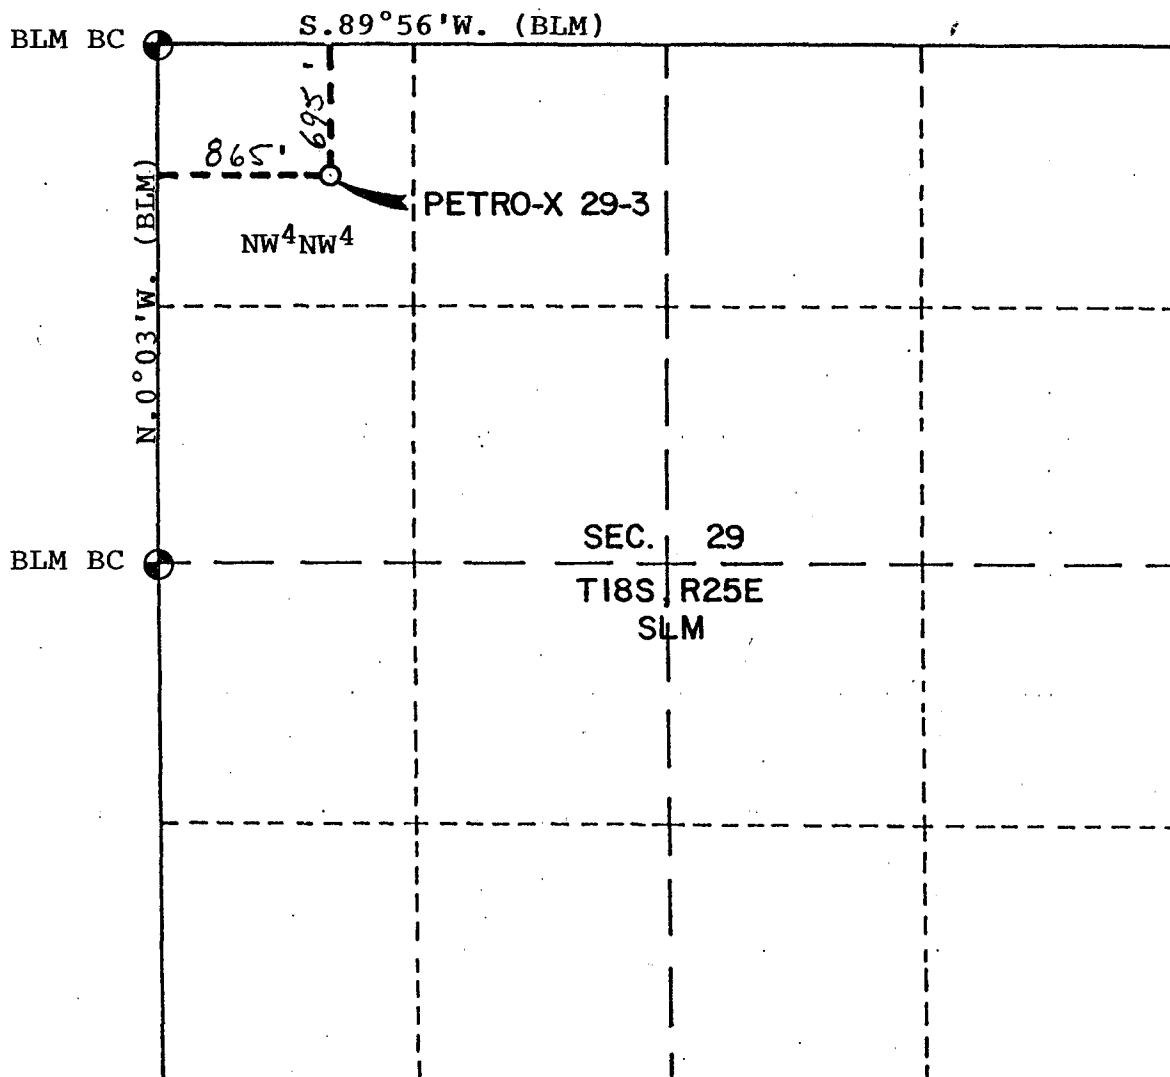 S.89°56'W. (BLM)
BLM BC
695'
865'
PETRO-X 29-3
NW⁴NW⁴
N.0°03'W. (BLM)
BLM BC
SEC. 29
T18S R25E
SLM